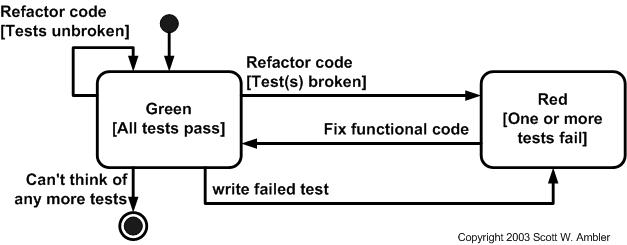 Refactor code
[Tests unbroken]
Refactor code
[Test(s) broken]
Green
[All tests pass]
Red
[One or more
tests fail]
Fix functional code
Can't think of
any more tests
write failed test
Copyright 2003 Scott W. Ambler